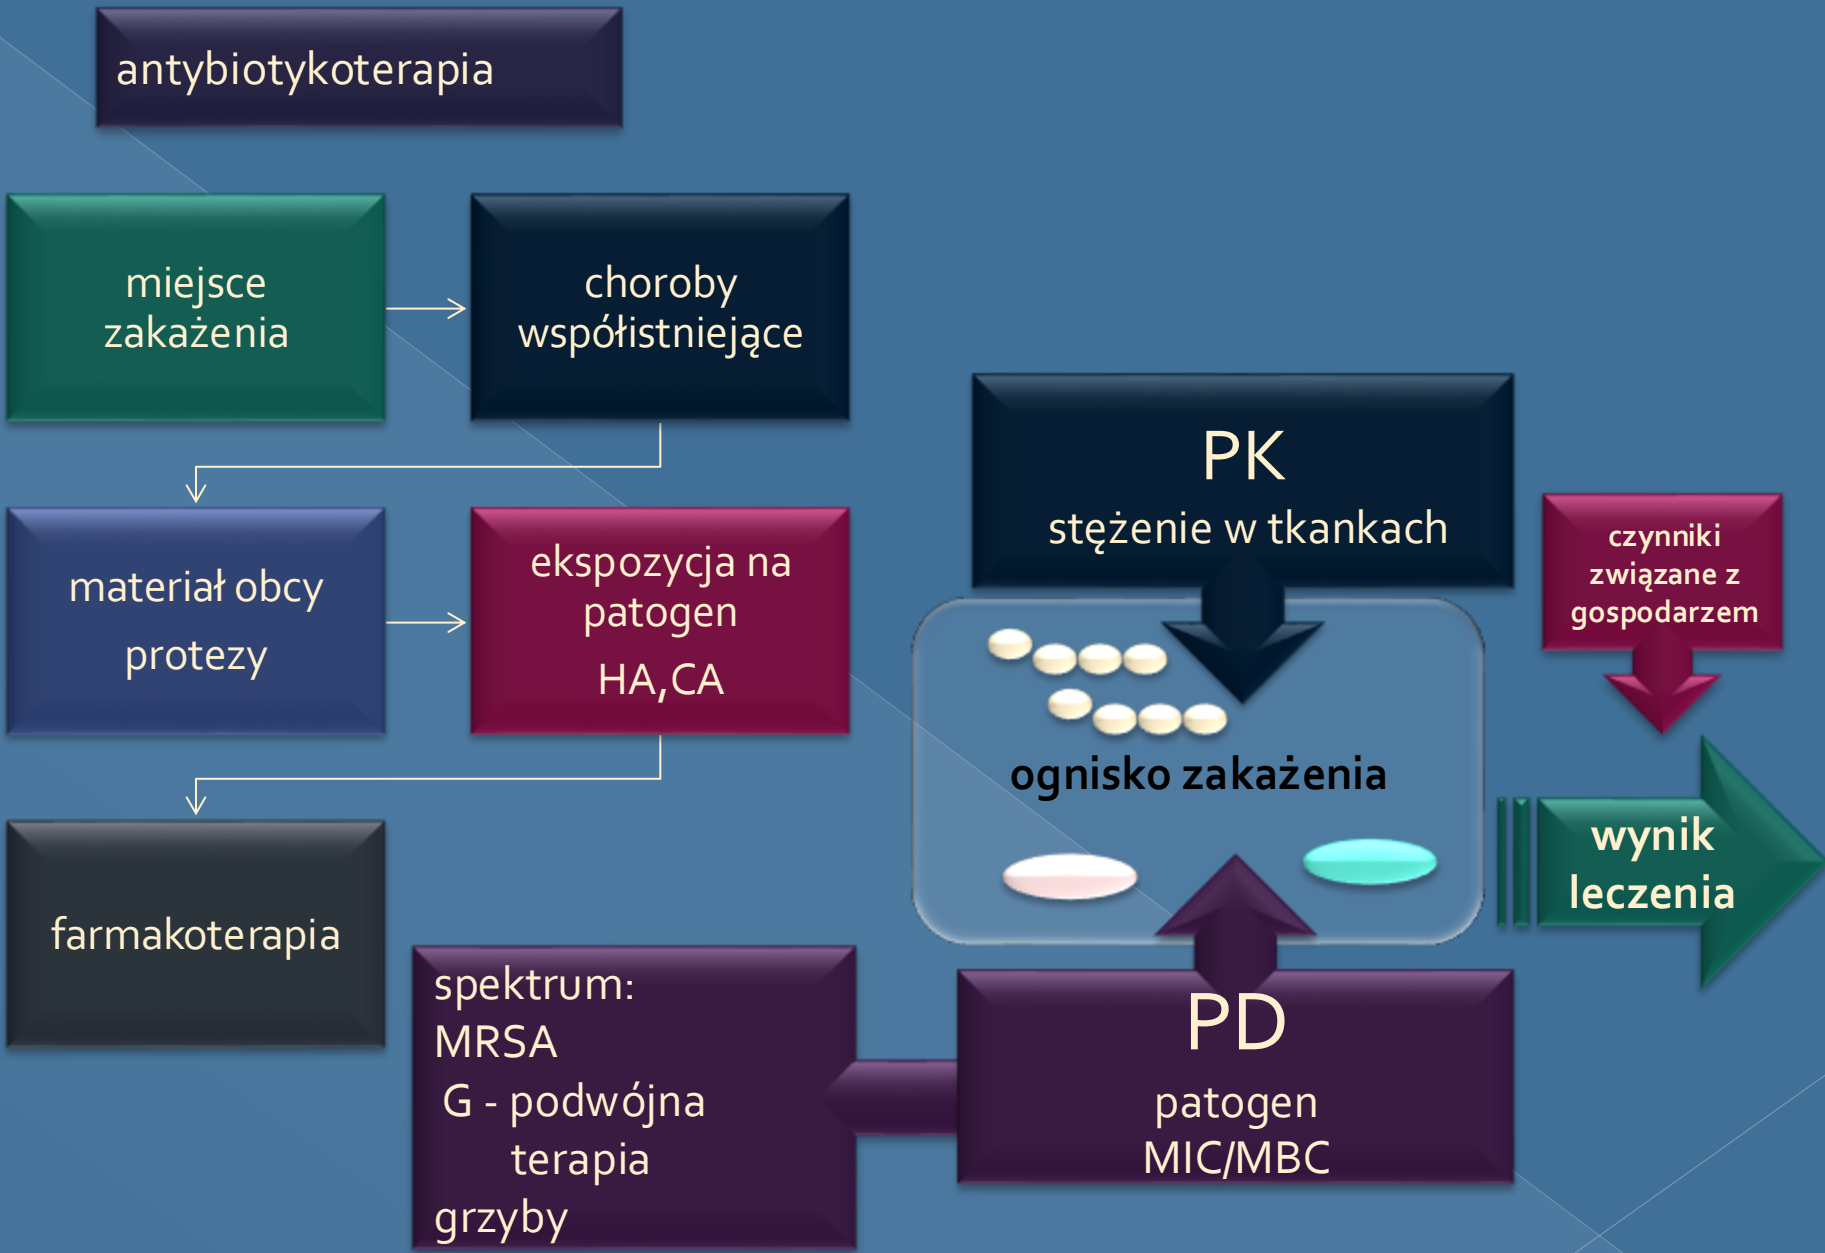 antybiotykoterapia
miejsce
zakażenia
choroby
współistniejące
materiał obcy
protezy
ekspozycja na
patogen
HA,CA
farmakoterapia
PK
stężenie w tkankach
czynniki
związane z
gospodarzem
ognisko zakażenia
wynik
leczenia
spektrum:
MRSA
G - podwójna
terapia
grzyby
PD
patogen
MIC/MBC